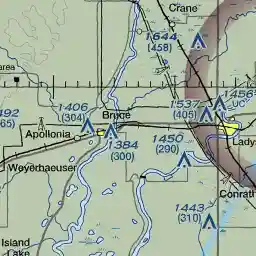 Crane
1644
(458)
area
1456
UC
1537
(405)
1406
(304)
Bruce
492
65)
Apollonia
1384
(300)
1450
(290)
Lady
Weyerhaeuser
Conrath
1443
(310)
Island
Lake